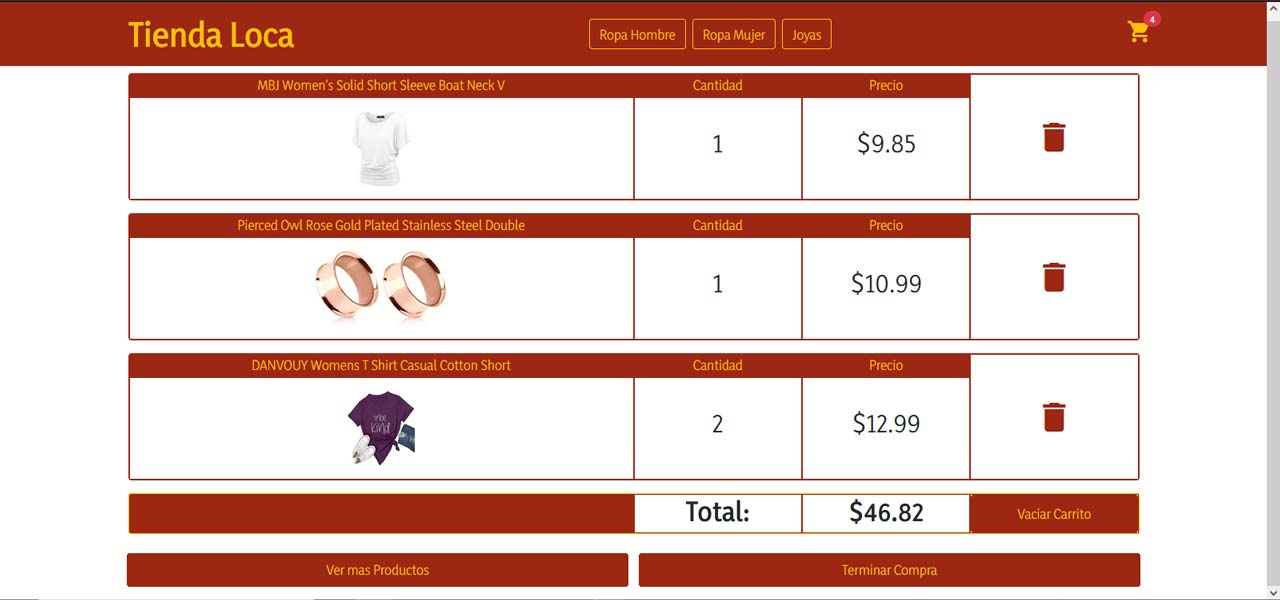 Tienda Loca
Ropa Hombre Ropa Mujer Joyas
4
MBJ Women's Solid Short Sleeve Boat Neck V Cantidad Precio
1 $9.85
Pierced Owl Rose Gold Plated Stainless Steel Double Cantidad Precio
1 $10.99
DANVOUY Womens T Shirt Casual Cotton Short Cantidad Precio
be
kind
2 $12.99
Total: $46.82 Vaciar Carrito
Ver mas Productos Terminar Compra